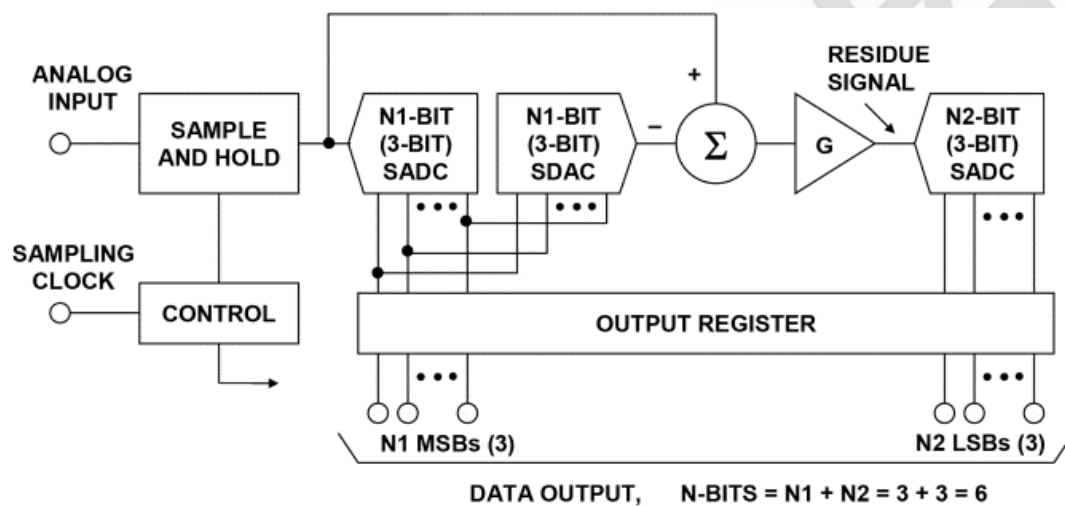 ANALOG
INPUT
SAMPLE
AND HOLD
N1-BIT
(3-BIT)
SADC
N1-BIT
(3-BIT)
SDAC
+
–
Σ
G
RESIDUE
SIGNAL
N2-BIT
(3-BIT)
SADC
SAMPLING
CLOCK
CONTROL
OUTPUT REGISTER
N1 MSBs (3)
N2 LSBs (3)
DATA OUTPUT, N-BITS = N1 + N2 = 3 + 3 = 6